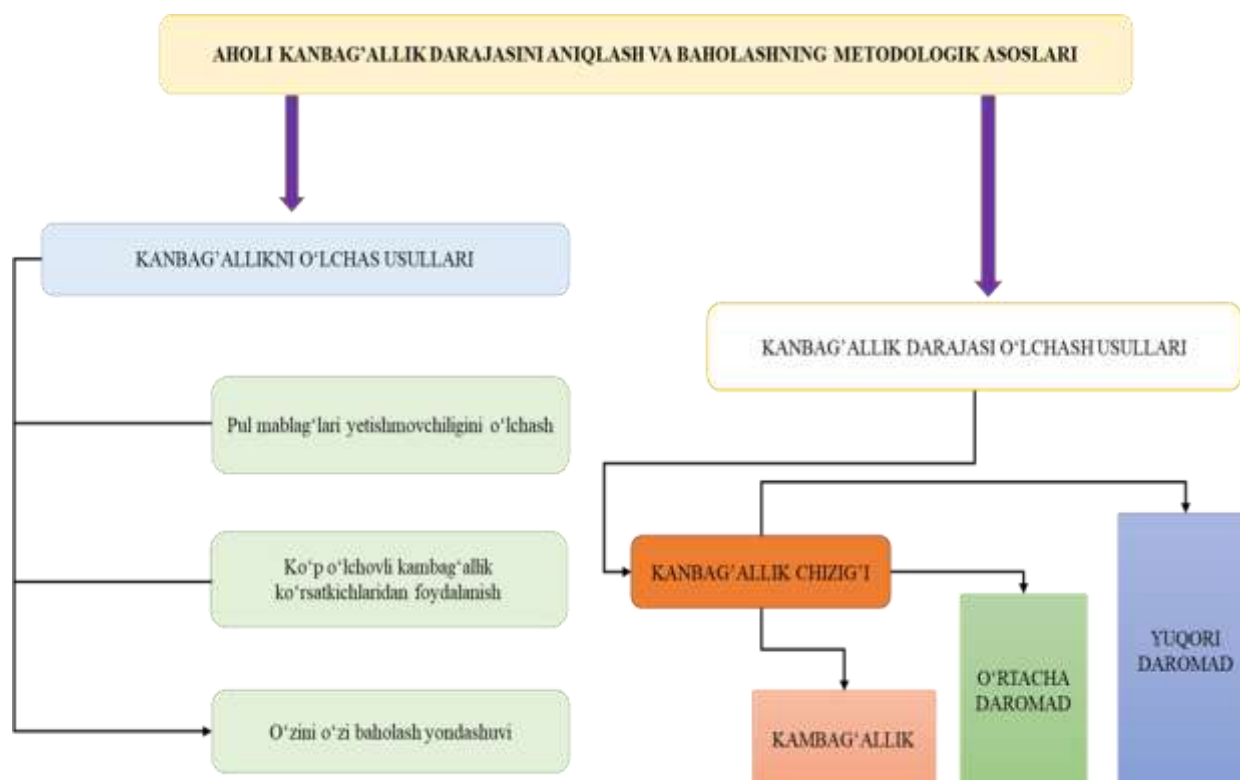 AHOLI KANBAG’ALLIK DARAJASINI ANIQLASH VA BAHOLASHNING METODOLOGIK ASOSLARI
KANBAG’ALLIKNI O‘LCHAS USULLARI
Pul mablag‘lari yetishmovchiligini o‘lchash
Ko‘p o‘lchovli kambag‘allik
ko‘rsatkichlaridan foydalanish
O‘zini o‘zi baholash yondashuvi
KANBAG’ALLIK DARAJASI O‘LCHASH USULLARI
KANBAG’ALLIK CHIZIG’I
KAMBAG‘ALLIK
O‘RTACHA
DAROMAD
YUQORI
DAROMAD